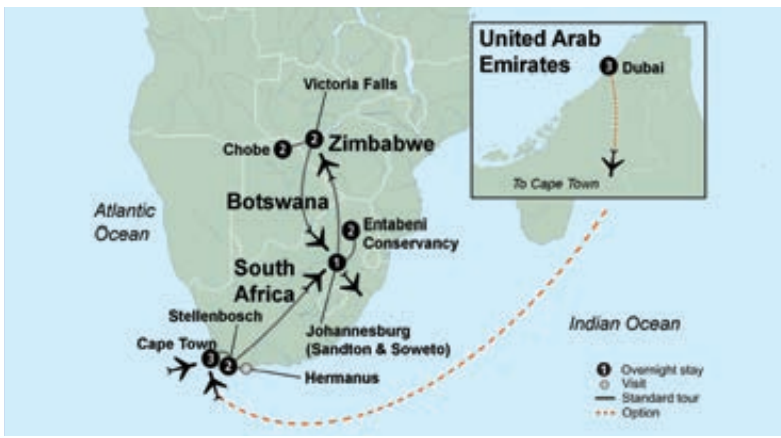 United Arab
Emirates
3
Dubai
To Cape Town
Victoria Falls
2
Zimbabwe
Chobe
2
Botswana
2
Entabeni
Conservancy
Atlantic
Ocean
1
South
Africa
Stellenbosch
Cape Town
3
2
Johannesburg
(Sandton & Soweto)
Hermanus
Indian Ocean
1
Overnight stay
Visit
Standard tour
Option